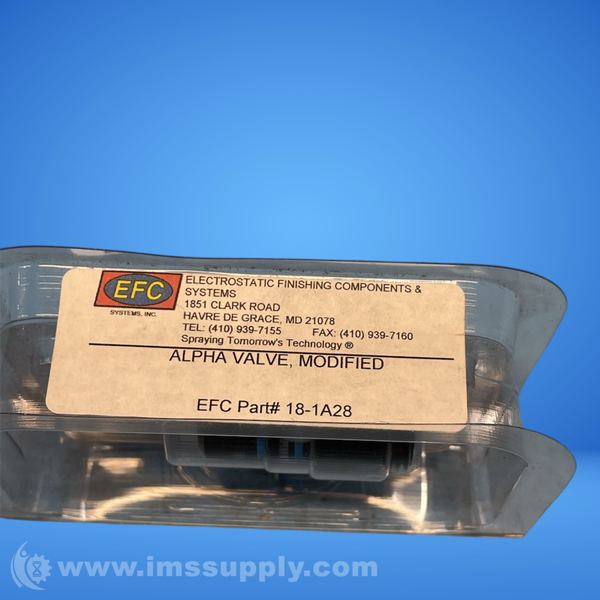 EFC
SYSTEMS, INC.
ELECTROSTATIC FINISHING COMPONENTS &
SYSTEMS
1851 CLARK ROAD
HAVRE DE GRACE, MD 21078
TEL: (410) 939-7155 FAX: (410) 939-7160
Spraying Tomorrow's Technology ®
ALPHA VALVE, MODIFIED
EFC Part# 18-1A28
www.imssupply.com